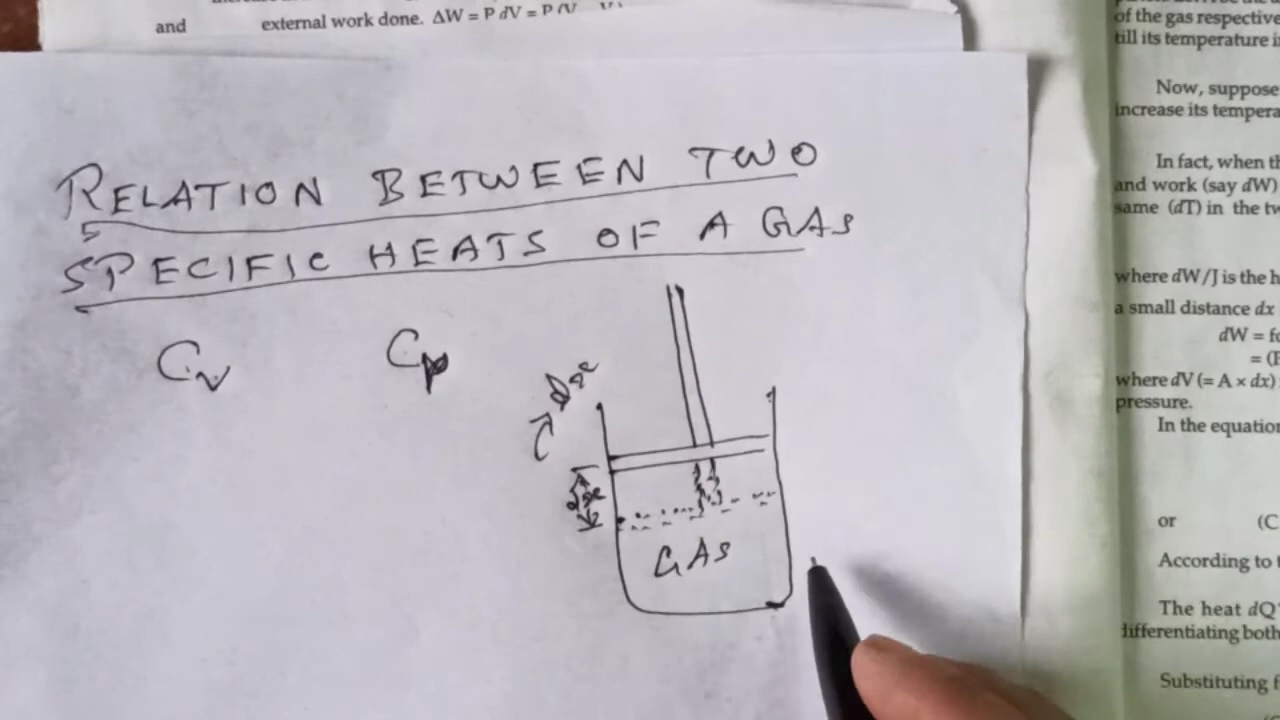 and external work done. ΔW = P dV = P (V
RELATION BETWEEN TWO
SPECIFIC HEATS OF A GAS
Cv Cp
dx
dx
GAS
of the gas respective
till its temperature i
Now, suppose
increase its tempera
In fact, when th
and work (say dW)
same (dT) in the tw
where dW/J is the h
a small distance dx
dW = fo
= (P
where dV (= A × dx)
pressure.
In the equation
or (C
According to t
The heat dQ'
differentiating both
Substituting f